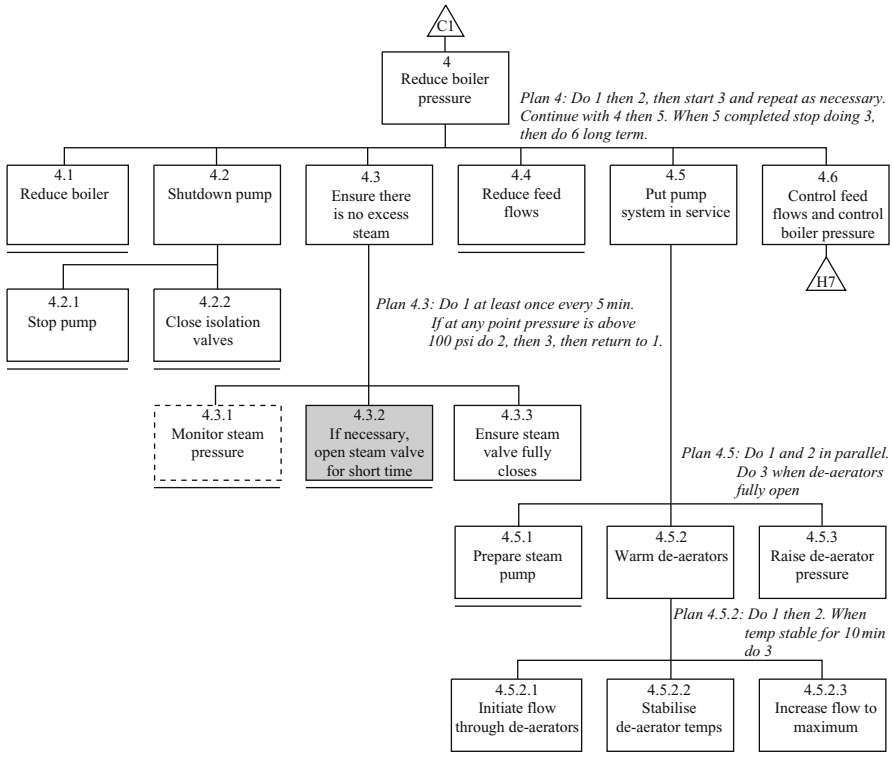 C1
4
Reduce boiler
pressure
Plan 4: Do 1 then 2, then start 3 and repeat as necessary.
Continue with 4 then 5. When 5 completed stop doing 3,
then do 6 long term.
4.1
Reduce boiler
4.2
Shutdown pump
4.3
Ensure there
is no excess
steam
4.4
Reduce feed
flows
4.5
Put pump
system in service
4.6
Control feed
flows and control
boiler pressure
H7
4.2.1
Stop pump
4.2.2
Close isolation
valves
Plan 4.3: Do 1 at least once every 5 min.
If at any point pressure is above
100 psi do 2, then 3, then return to 1.
4.3.1
Monitor steam
pressure
4.3.2
If necessary,
open steam valve
for short time
4.3.3
Ensure steam
valve fully
closes
Plan 4.5: Do 1 and 2 in parallel.
Do 3 when de-aerators
fully open
4.5.1
Prepare steam
pump
4.5.2
Warm de-aerators
4.5.3
Raise de-aerator
pressure
Plan 4.5.2: Do 1 then 2. When
temp stable for 10 min
do 3
4.5.2.1
Initiate flow
through de-aerators
4.5.2.2
Stabilise
de-aerator temps
4.5.2.3
Increase flow to
maximum